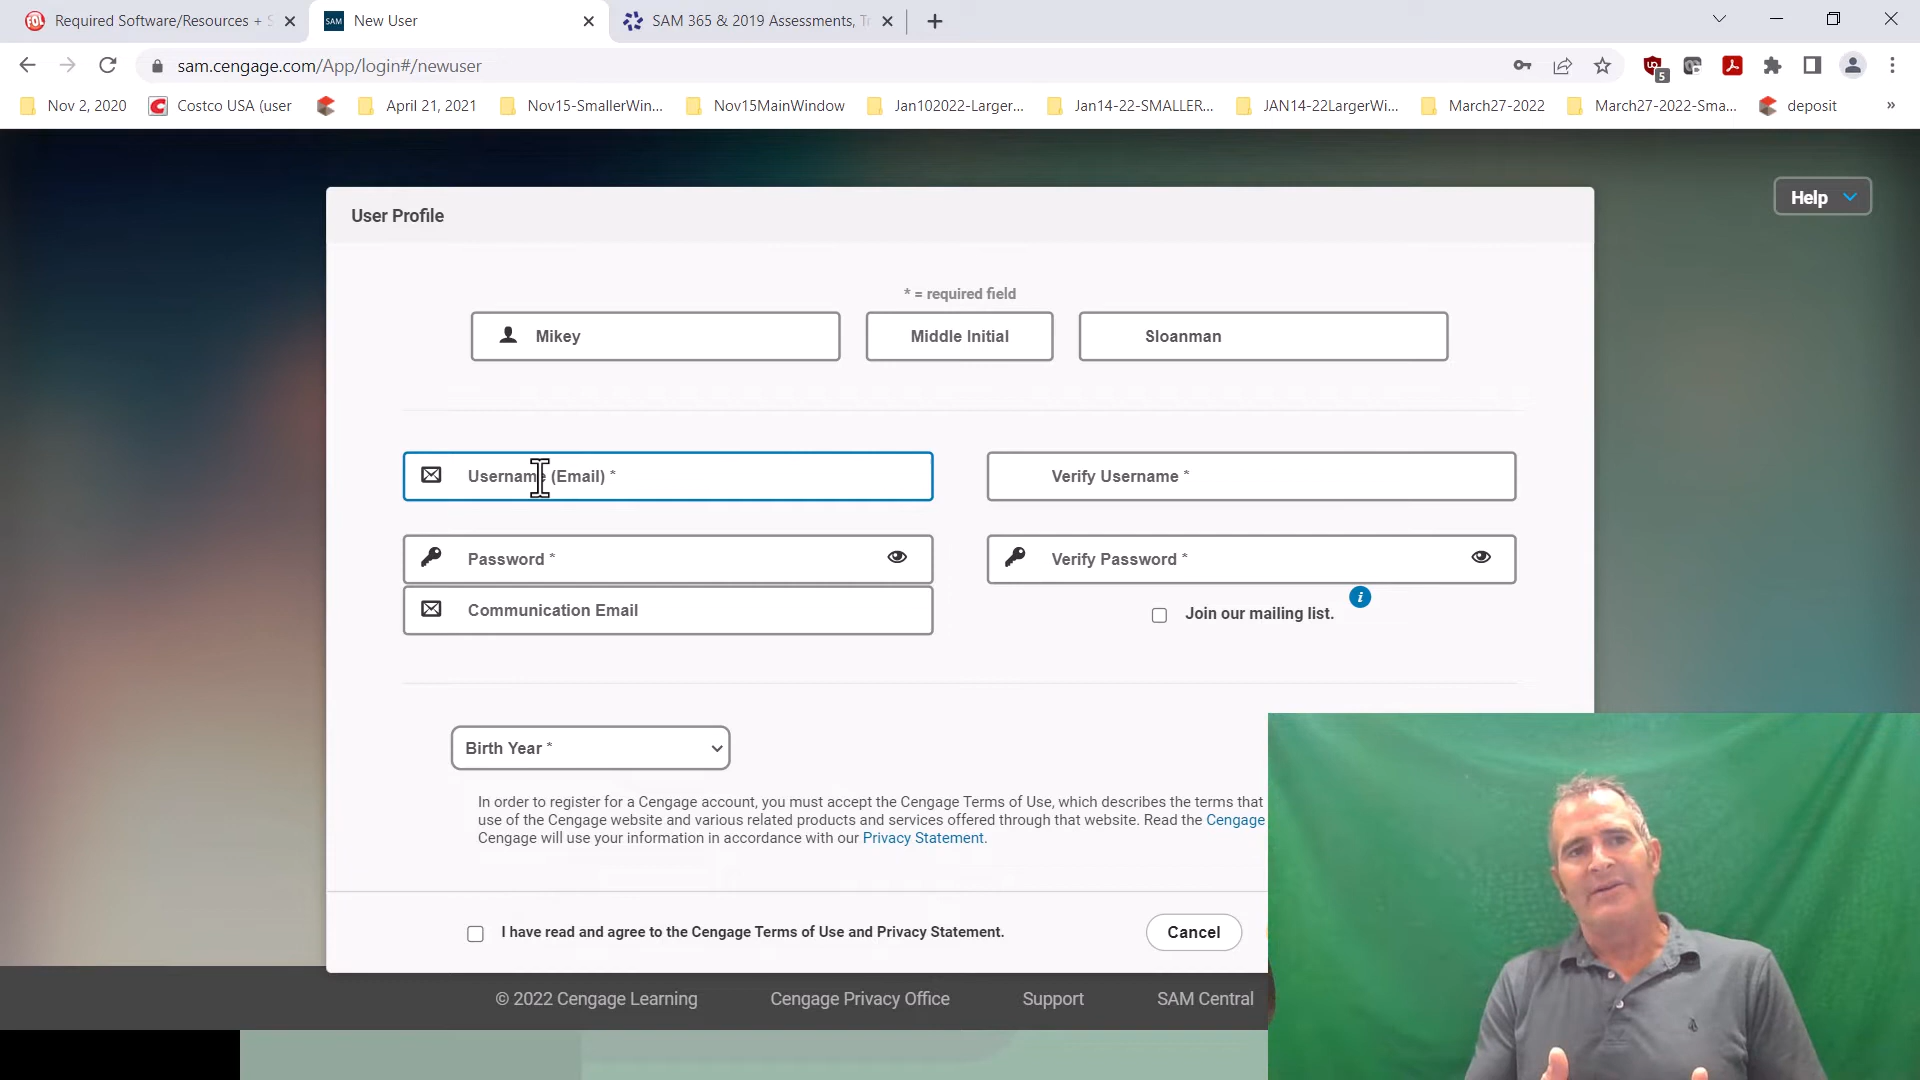 Required Software/Resources + S
New User
SAM 365 & 2019 Assessments, Tr
sam.cengage.com/App/login#/newuser
5
Nov 2, 2020
Costco USA (user
April 21, 2021
Nov15-SmallerWin...
Nov15MainWindow
Jan102022-Larger...
Jan14-22-SMALLER...
JAN14-22LargerWi...
March27-2022
March27-2022-Sma...
deposit
»
Help
User Profile
* = required field
Mikey
Middle Initial
Sloanman
Username (Email) *
Verify Username *
Password *
Verify Password *
Communication Email
Join our mailing list.
Birth Year *
In order to register for a Cengage account, you must accept the Cengage Terms of Use, which describes the terms that
use of the Cengage website and various related products and services offered through that website. Read the Cengage
Cengage will use your information in accordance with our Privacy Statement.
I have read and agree to the Cengage Terms of Use and Privacy Statement.
Cancel
© 2022 Cengage Learning
Cengage Privacy Office
Support
SAM Central